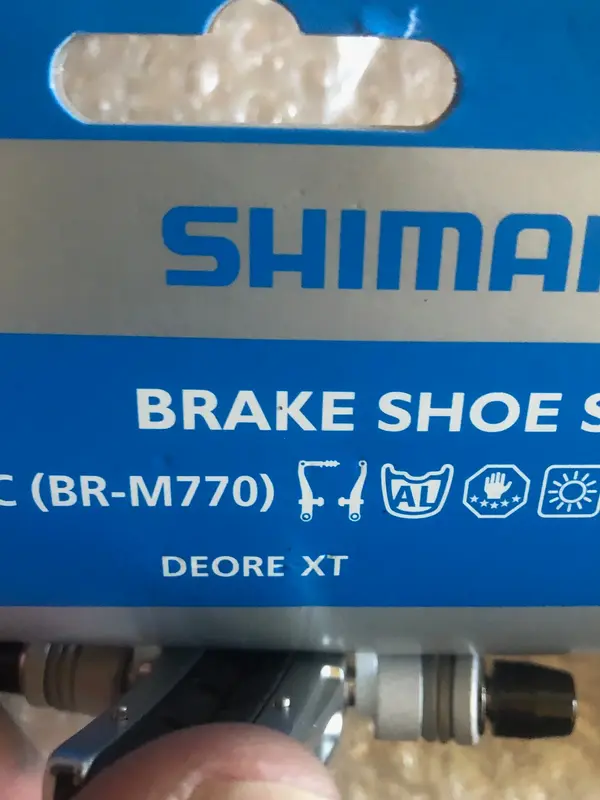 SHIMA
BRAKE SHOE S
C (BR-M770) AL
DEORE XT